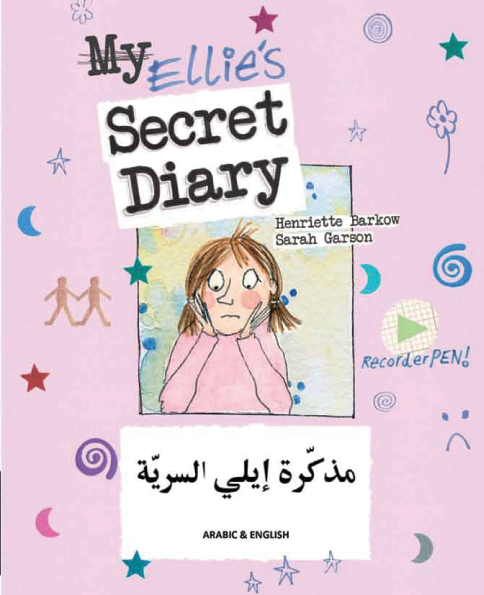 My Ellie's
Secret
Diary
Henriette Barkow
Sarah Garson
RecorderPEN!
مذكّرة إيلي السريّة
ARABIC & ENGLISH